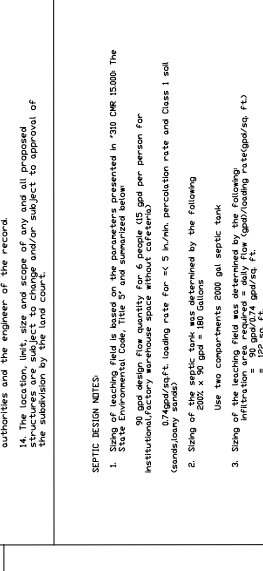 authorities and the engineer of the record.
14. The location, limit, size and scope of any and all proposed
structures are subject to change and/or subject to approval of
the subdivision by the land court.
SEPTIC DESIGN NOTES:
1. Sizing of leaching field is based on the parameters presented in "310 CMR 15.000: The
State Environmental Code, Title 5" and summarized below:
90 gpd design flow quantity for 6 people (15 gpd per person for
institutional,factory warehouse space without cafeteria)
0.74gpd/sq.ft. loading rate for =< 5 in./min. percolation rate and Class 1 soil
(sands,loamy sands)
2. Sizing of the septic tank was determined by the following
200% x 90 gpd = 180 Gallons
Use two compartments 2000 gal septic tank
3. Sizing of the leaching field was determined by the following:
infiltration area required = daily flow (gpd)/loading rate(gpd/sq. ft.)
= 90 gpd/0.74 gpd/sq. ft.
= 122 sq. ft.